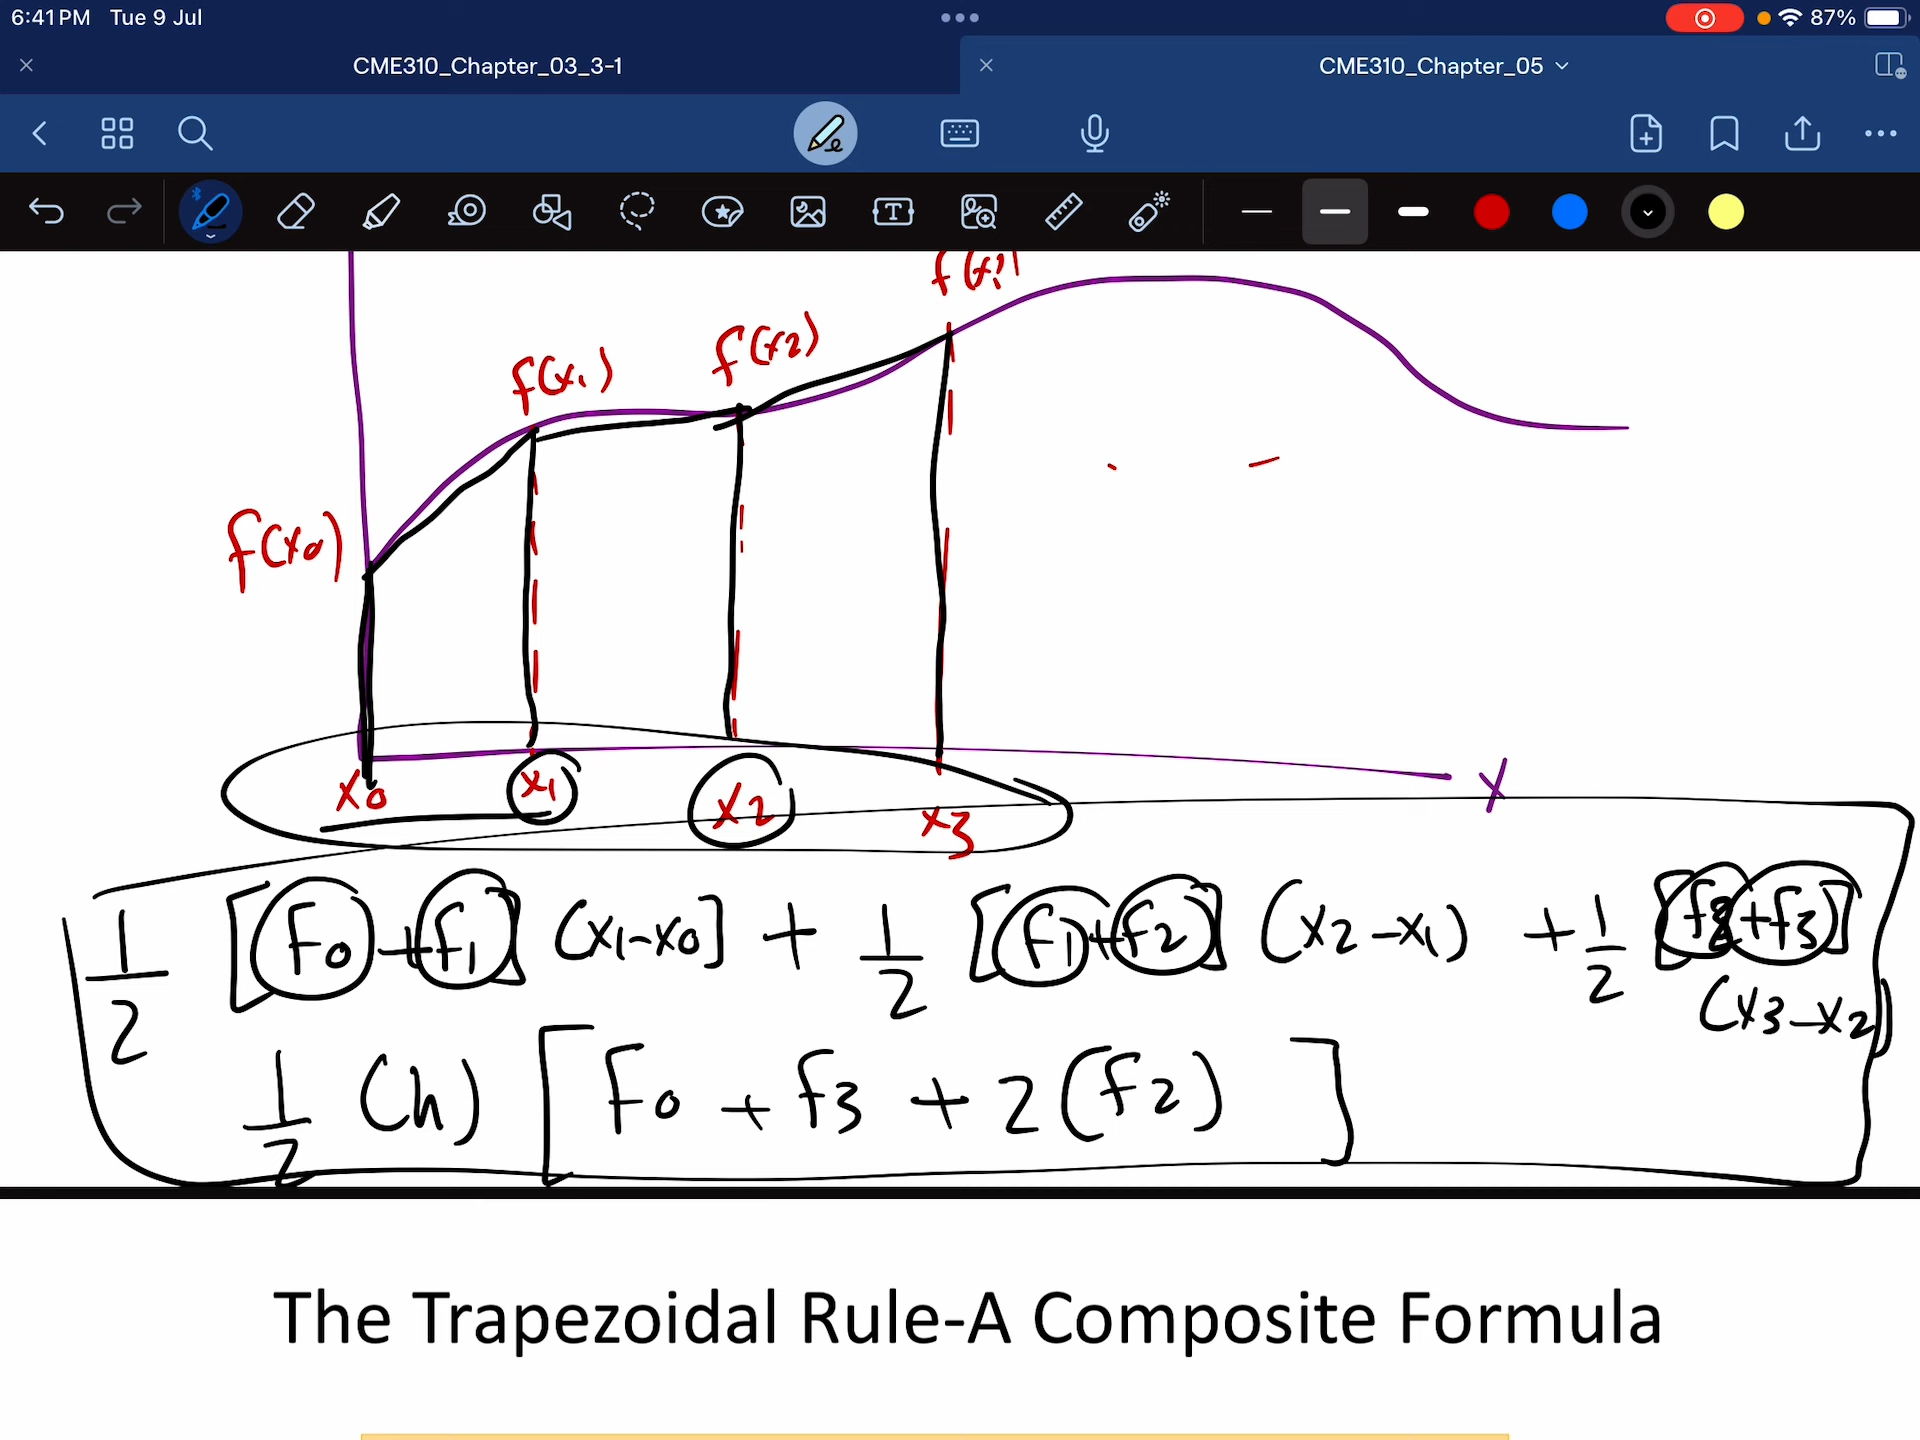 6:41 PM Tue 9 Jul
87%
CME310_Chapter_03_3-1
CME310_Chapter_05
f(x1)
f(x2)
f(x0)
x0 x1 x2 x3 x
1/2 [f0+f1] (x1-x0] + 1/2 [f1+f2] (x2-x1) + 1/2 [f2+f3]
(x3-x2)
1/2 (h) [f0 + f3 + 2(f2) ]
The Trapezoidal Rule-A Composite Formula